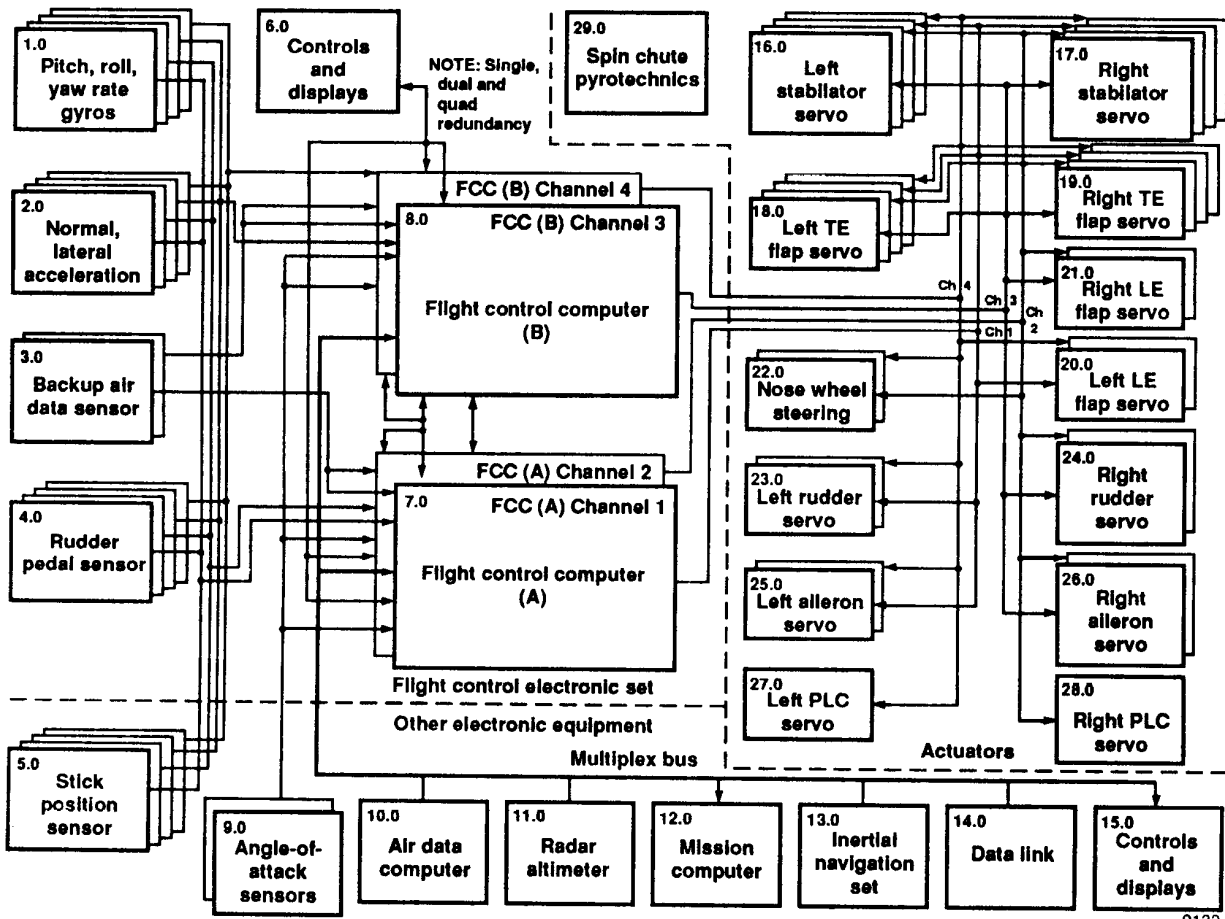 1.0
Pitch, roll,
yaw rate
gyros
6.0
Controls
and
displays
NOTE: Single,
dual and
quad
redundancy
29.0
Spin chute
pyrotechnics
16.0
Left
stabilator
servo
17.0
Right
stabilator
servo
2.0
Normal,
lateral
acceleration
FCC (B) Channel 4
8.0
FCC (B) Channel 3
Flight control computer
(B)
18.0
Left TE
flap servo
19.0
Right TE
flap servo
Ch 4
Ch 3
Ch
2
Ch 1
21.0
Right LE
flap servo
3.0
Backup air
data sensor
22.0
Nose wheel
steering
20.0
Left LE
flap servo
4.0
Rudder
pedal sensor
FCC (A) Channel 2
7.0
FCC (A) Channel 1
Flight control computer
(A)
23.0
Left rudder
servo
24.0
Right
rudder
servo
25.0
Left aileron
servo
26.0
Right
aileron
servo
Flight control electronic set
Other electronic equipment
Multiplex bus
27.0
Left PLC
servo
28.0
Right PLC
servo
Actuators
5.0
Stick
position
sensor
9.0
Angle-of-
attack
sensors
10.0
Air data
computer
11.0
Radar
altimeter
12.0
Mission
computer
13.0
Inertial
navigation
set
14.0
Data link
15.0
Controls
and
displays